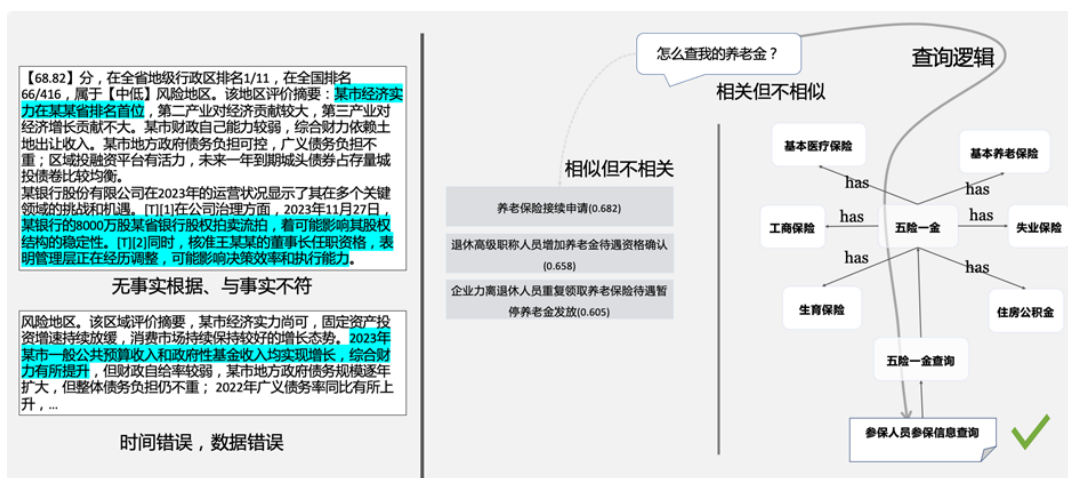 【68.82】分，在全省地级行政区排名1/11，在全国排名
66/416，属于【中低】风险地区。该地区评价摘要：某市经济实
力在某某省排名首位，第二产业对经济贡献较大，第三产业对
经济增长贡献不大。某市财政自己能力较弱，综合财力依赖土
地出让收入。某市地方政府债务负担可控，广义债务负担不
重；区域投融资平台有活力，未来一年到期城头债券占存量城
投债卷比较均衡。
某银行股份有限公司在2023年的运营状况显示了其在多个关键
领域的挑战和机遇。[T][1]在公司治理方面，2023年11月27日，
某银行的8000万股某省银行股权拍卖流拍，着可能影响其股权
结构的稳定性。[T][2]同时，核准王某某的董事长任职资格，表
明管理层正在经历调整，可能影响决策效率和执行能力。
无事实根据、与事实不符
风险地区。该区域评价摘要，某市经济实力尚可，固定资产投
资增速持续放缓，消费市场持续保持较好的增长态势。2023年
某市一般公共预算收入和政府性基金收入均实现增长，综合财
力有所提升，但财政自给率较弱，某市地方政府债务规模逐年
扩大，但整体债务负担仍不重； 2022年广义债务率同比有所上
升，...
时间错误，数据错误
怎么查我的养老金？
相似但不相关
养老保险接续申请(0.682)
退休高级职称人员增加养老金待遇资格确认
(0.658)
企业力离退休人员重复领取养老保险待遇暂
停养老金发放(0.605)
查询逻辑
相关但不相似
基本医疗保险
基本养老保险
has
has
工商保险
has
五险一金
has
失业保险
has
has
生育保险
住房公积金
五险一金查询
参保人员参保信息查询